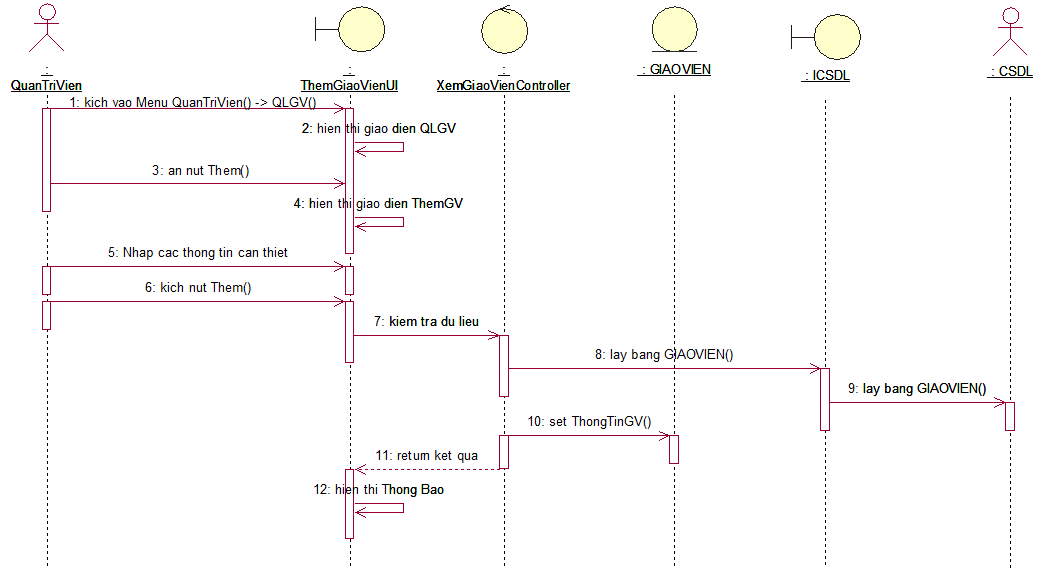 :
QuanTriVien
:
ThemGiaoVienUI
:
XemGiaoVienController
: GIAOVIEN
: ICSDL
: CSDL
1: kich vao Menu QuanTriVien() -> QLGV()
2: hien thi giao dien QLGV
3: an nut Them()
4: hien thi giao dien ThemGV
5: Nhap cac thong tin can thiet
6: kich nut Them()
7: kiem tra du lieu
8: lay bang GIAOVIEN()
9: lay bang GIAOVIEN()
10: set ThongTinGV()
11: return ket qua
12: hien thi Thong Bao